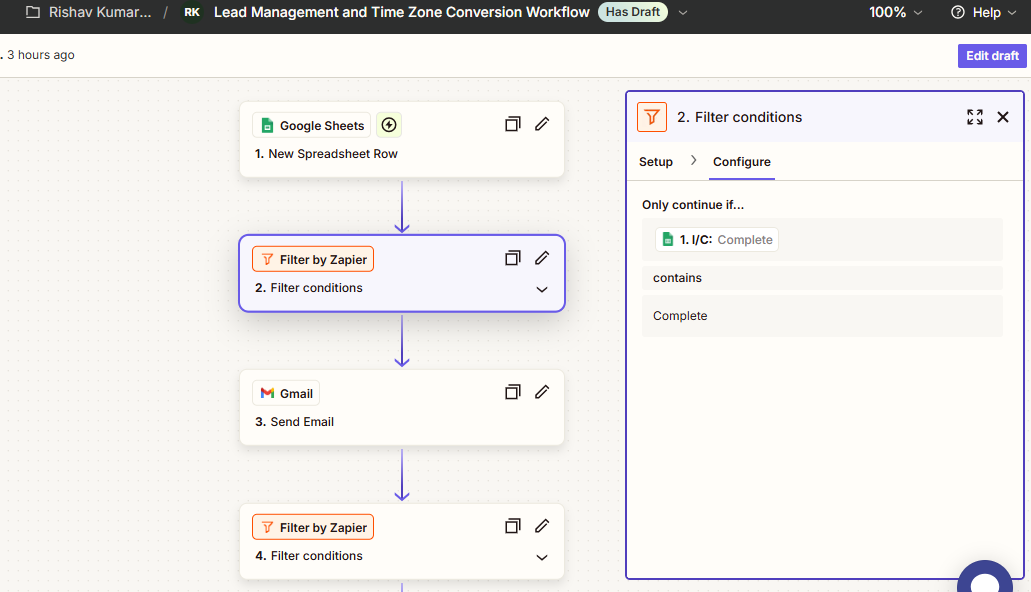 Rishav Kumar... / RK Lead Management and Time Zone Conversion Workflow Has Draft 100% Help
. 3 hours ago Edit draft
Google Sheets
1. New Spreadsheet Row
Filter by Zapier
2. Filter conditions
Gmail
3. Send Email
Filter by Zapier
4. Filter conditions
2. Filter conditions
Setup > Configure
Only continue if...
1. I/C: Complete
contains
Complete